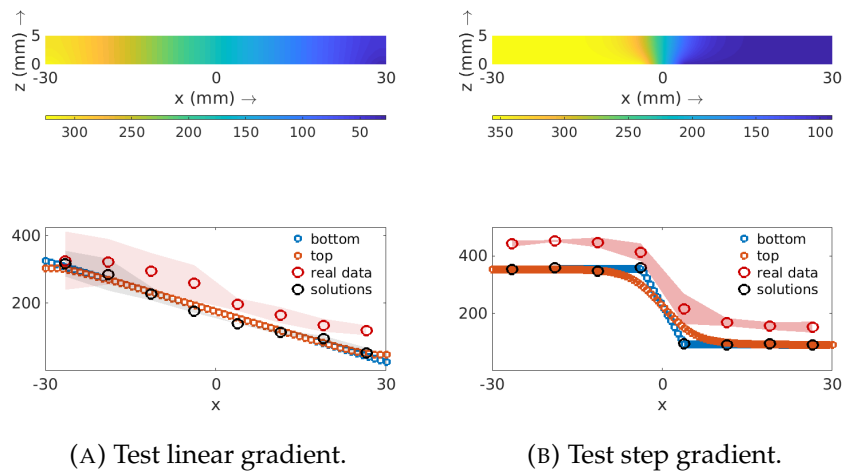 z (mm) →
5
0
-30 0 30
x (mm) →
300 250 200 150 100 50
400
200
bottom
top
real data
solutions
-30 0 30
x
(A) Test linear gradient.
z (mm) →
5
0
-30 0 30
x (mm) →
350 300 250 200 150 100
400
200
bottom
top
real data
solutions
-30 0 30
x
(B) Test step gradient.